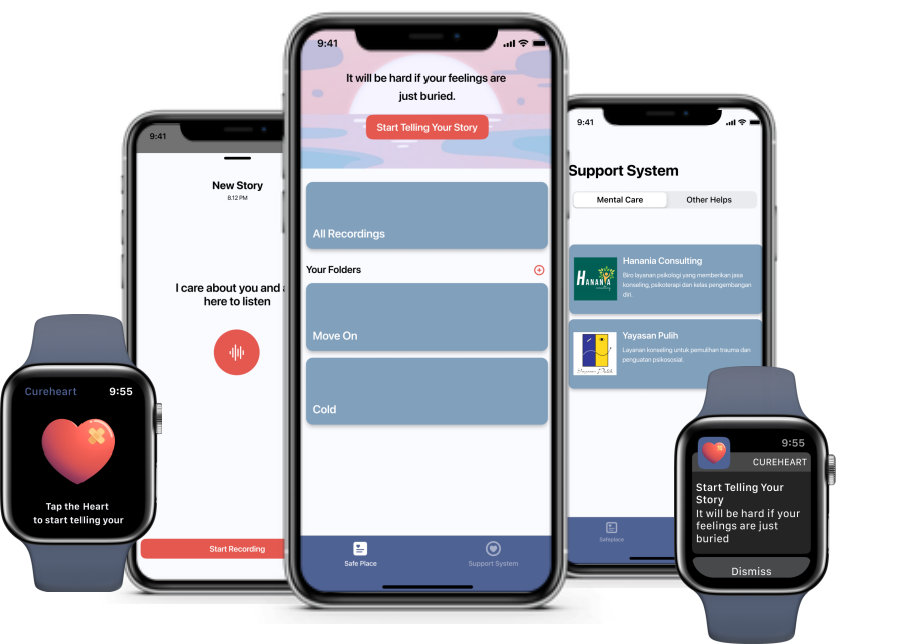 9:41
New Story
8.12 PM
I care about you and
here to listen
Start Recording
9:41
It will be hard if your feelings are
just buried.
Start Telling Your Story
All Recordings
Your Folders
Move On
Cold
Safe Place
Support System
9:41
Support System
Mental Care
Other Helps
HANANIA
consulting
Hanania Consulting
Biro layanan psikologi yang memberikan jasa
konseling, psikoterapi dan kelas pengembangan
diri.
Yayasan Pulih
Yayasan Pulih
Layanan konseling untuk pemulihan trauma dan
penguatan psikososial.
Safeplace
Cureheart
9:55
Tap the Heart
to start telling your
9:55
CUREHEART
Start Telling Your
Story
It will be hard if your
feelings are just
buried
Dismiss